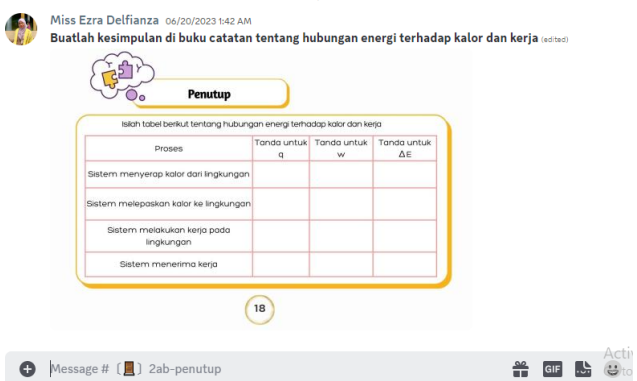 Miss Ezra Delfianza 06/20/2023 1:42 AM
Buatlah kesimpulan di buku catatan tentang hubungan energi terhadap kalor dan kerja (edited)
Penutup
Isilah tabel berikut tentang hubungan energi terhadap kalor dan kerja
Proses
Tanda untuk q
Tanda untuk w
Tanda untuk ΔE
Sistem menyerap kalor dari lingkungan
Sistem melepaskan kalor ke lingkungan
Sistem melakukan kerja pada
lingkungan
Sistem menerima kerja
18
Message # 〔🚪〕2ab-penutup
GIF